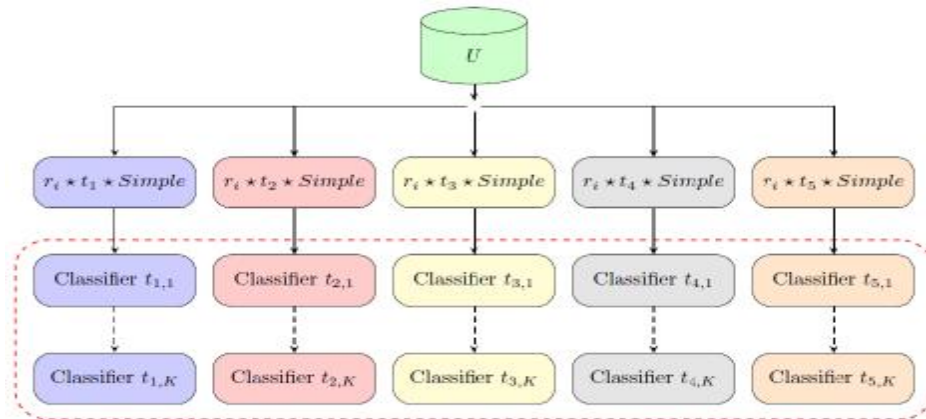 U
r_i ⋆ t_1 ⋆ Simple r_i ⋆ t_2 ⋆ Simple r_i ⋆ t_3 ⋆ Simple r_i ⋆ t_4 ⋆ Simple r_i ⋆ t_5 ⋆ Simple
Classifier t_{1,1} Classifier t_{2,1} Classifier t_{3,1} Classifier t_{4,1} Classifier t_{5,1}
Classifier t_{1,K} Classifier t_{2,K} Classifier t_{3,K} Classifier t_{4,K} Classifier t_{5,K}